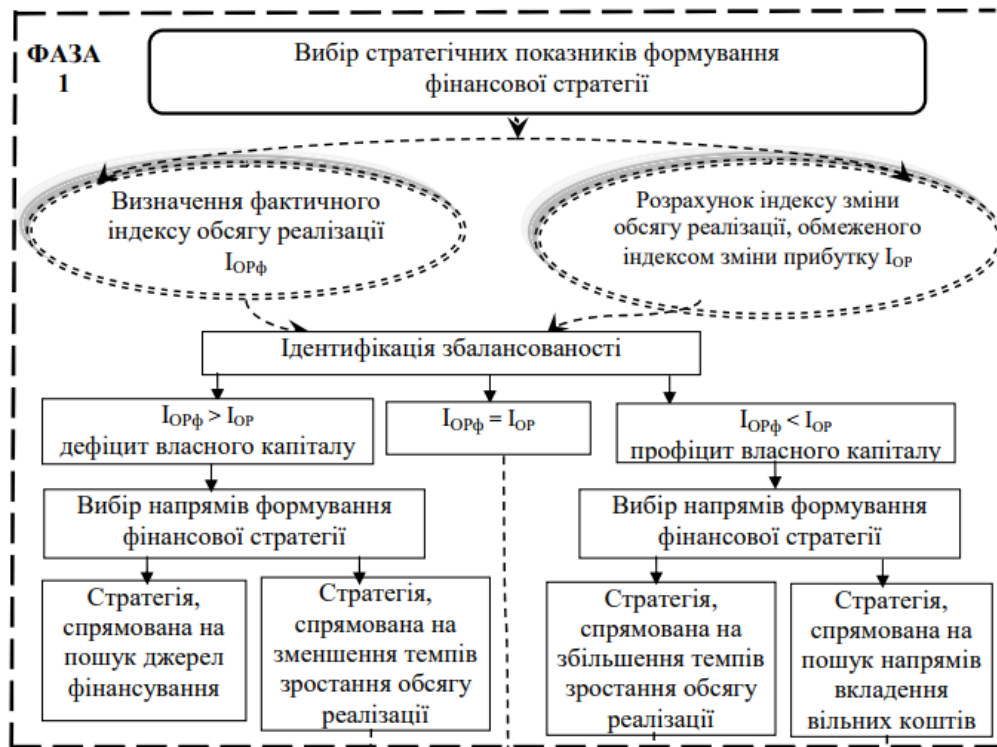 ФАЗА
1
Вибір стратегічних показників формування
фінансової стратегії
Визначення фактичного
індексу обсягу реалізації
IОРф
Розрахунок індексу зміни
обсягу реалізації, обмеженого
індексом зміни прибутку IОР
Ідентифікація збалансованості
IОРф > IОР
дефіцит власного капіталу
IОРф = IОР
IОРф < IОР
профіцит власного капіталу
Вибір напрямів формування
фінансової стратегії
Вибір напрямів формування
фінансової стратегії
Стратегія,
спрямована на
пошук джерел
фінансування
Стратегія,
спрямована на
зменшення темпів
зростання обсягу
реалізації
Стратегія,
спрямована на
збільшення темпів
зростання обсягу
реалізації
Стратегія,
спрямована на
пошук напрямів
вкладення
вільних коштів